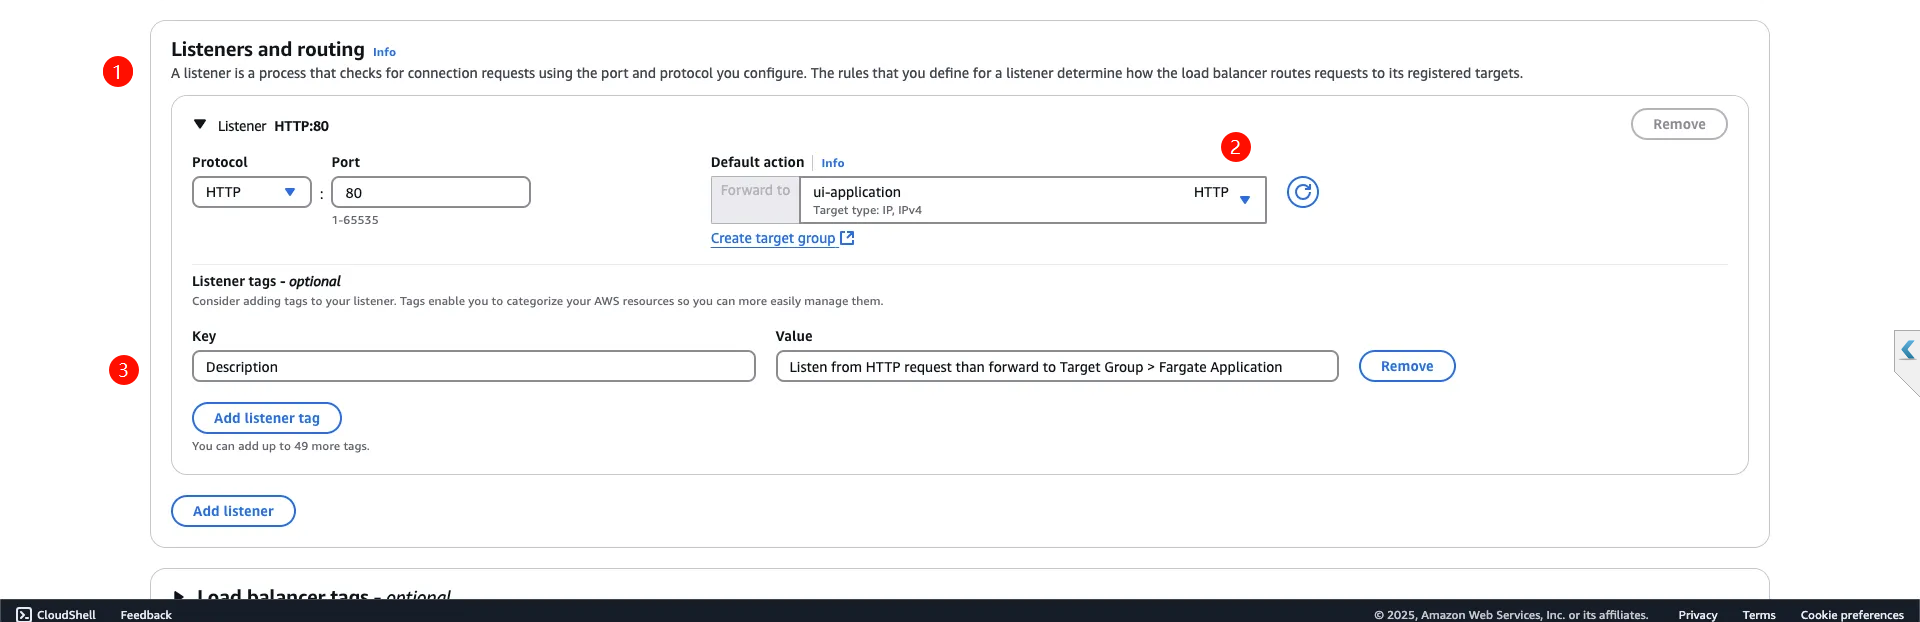 Listeners and routing Info
1
A listener is a process that checks for connection requests using the port and protocol you configure. The rules that you define for a listener determine how the load balancer routes requests to its registered targets.
Listener HTTP:80
Remove
2
Protocol Port Default action Info
HTTP : 80 Forward to ui-application HTTP
Target type: IP, IPv4
1-65535
Create target group
Listener tags - optional
Consider adding tags to your listener. Tags enable you to categorize your AWS resources so you can more easily manage them.
Key Value
3
Description Listen from HTTP request than forward to Target Group > Fargate Application Remove
Add listener tag
You can add up to 49 more tags.
Add listener
Load balancer tags - optional
CloudShell Feedback © 2025, Amazon Web Services, Inc. or its affiliates. Privacy Terms Cookie preferences